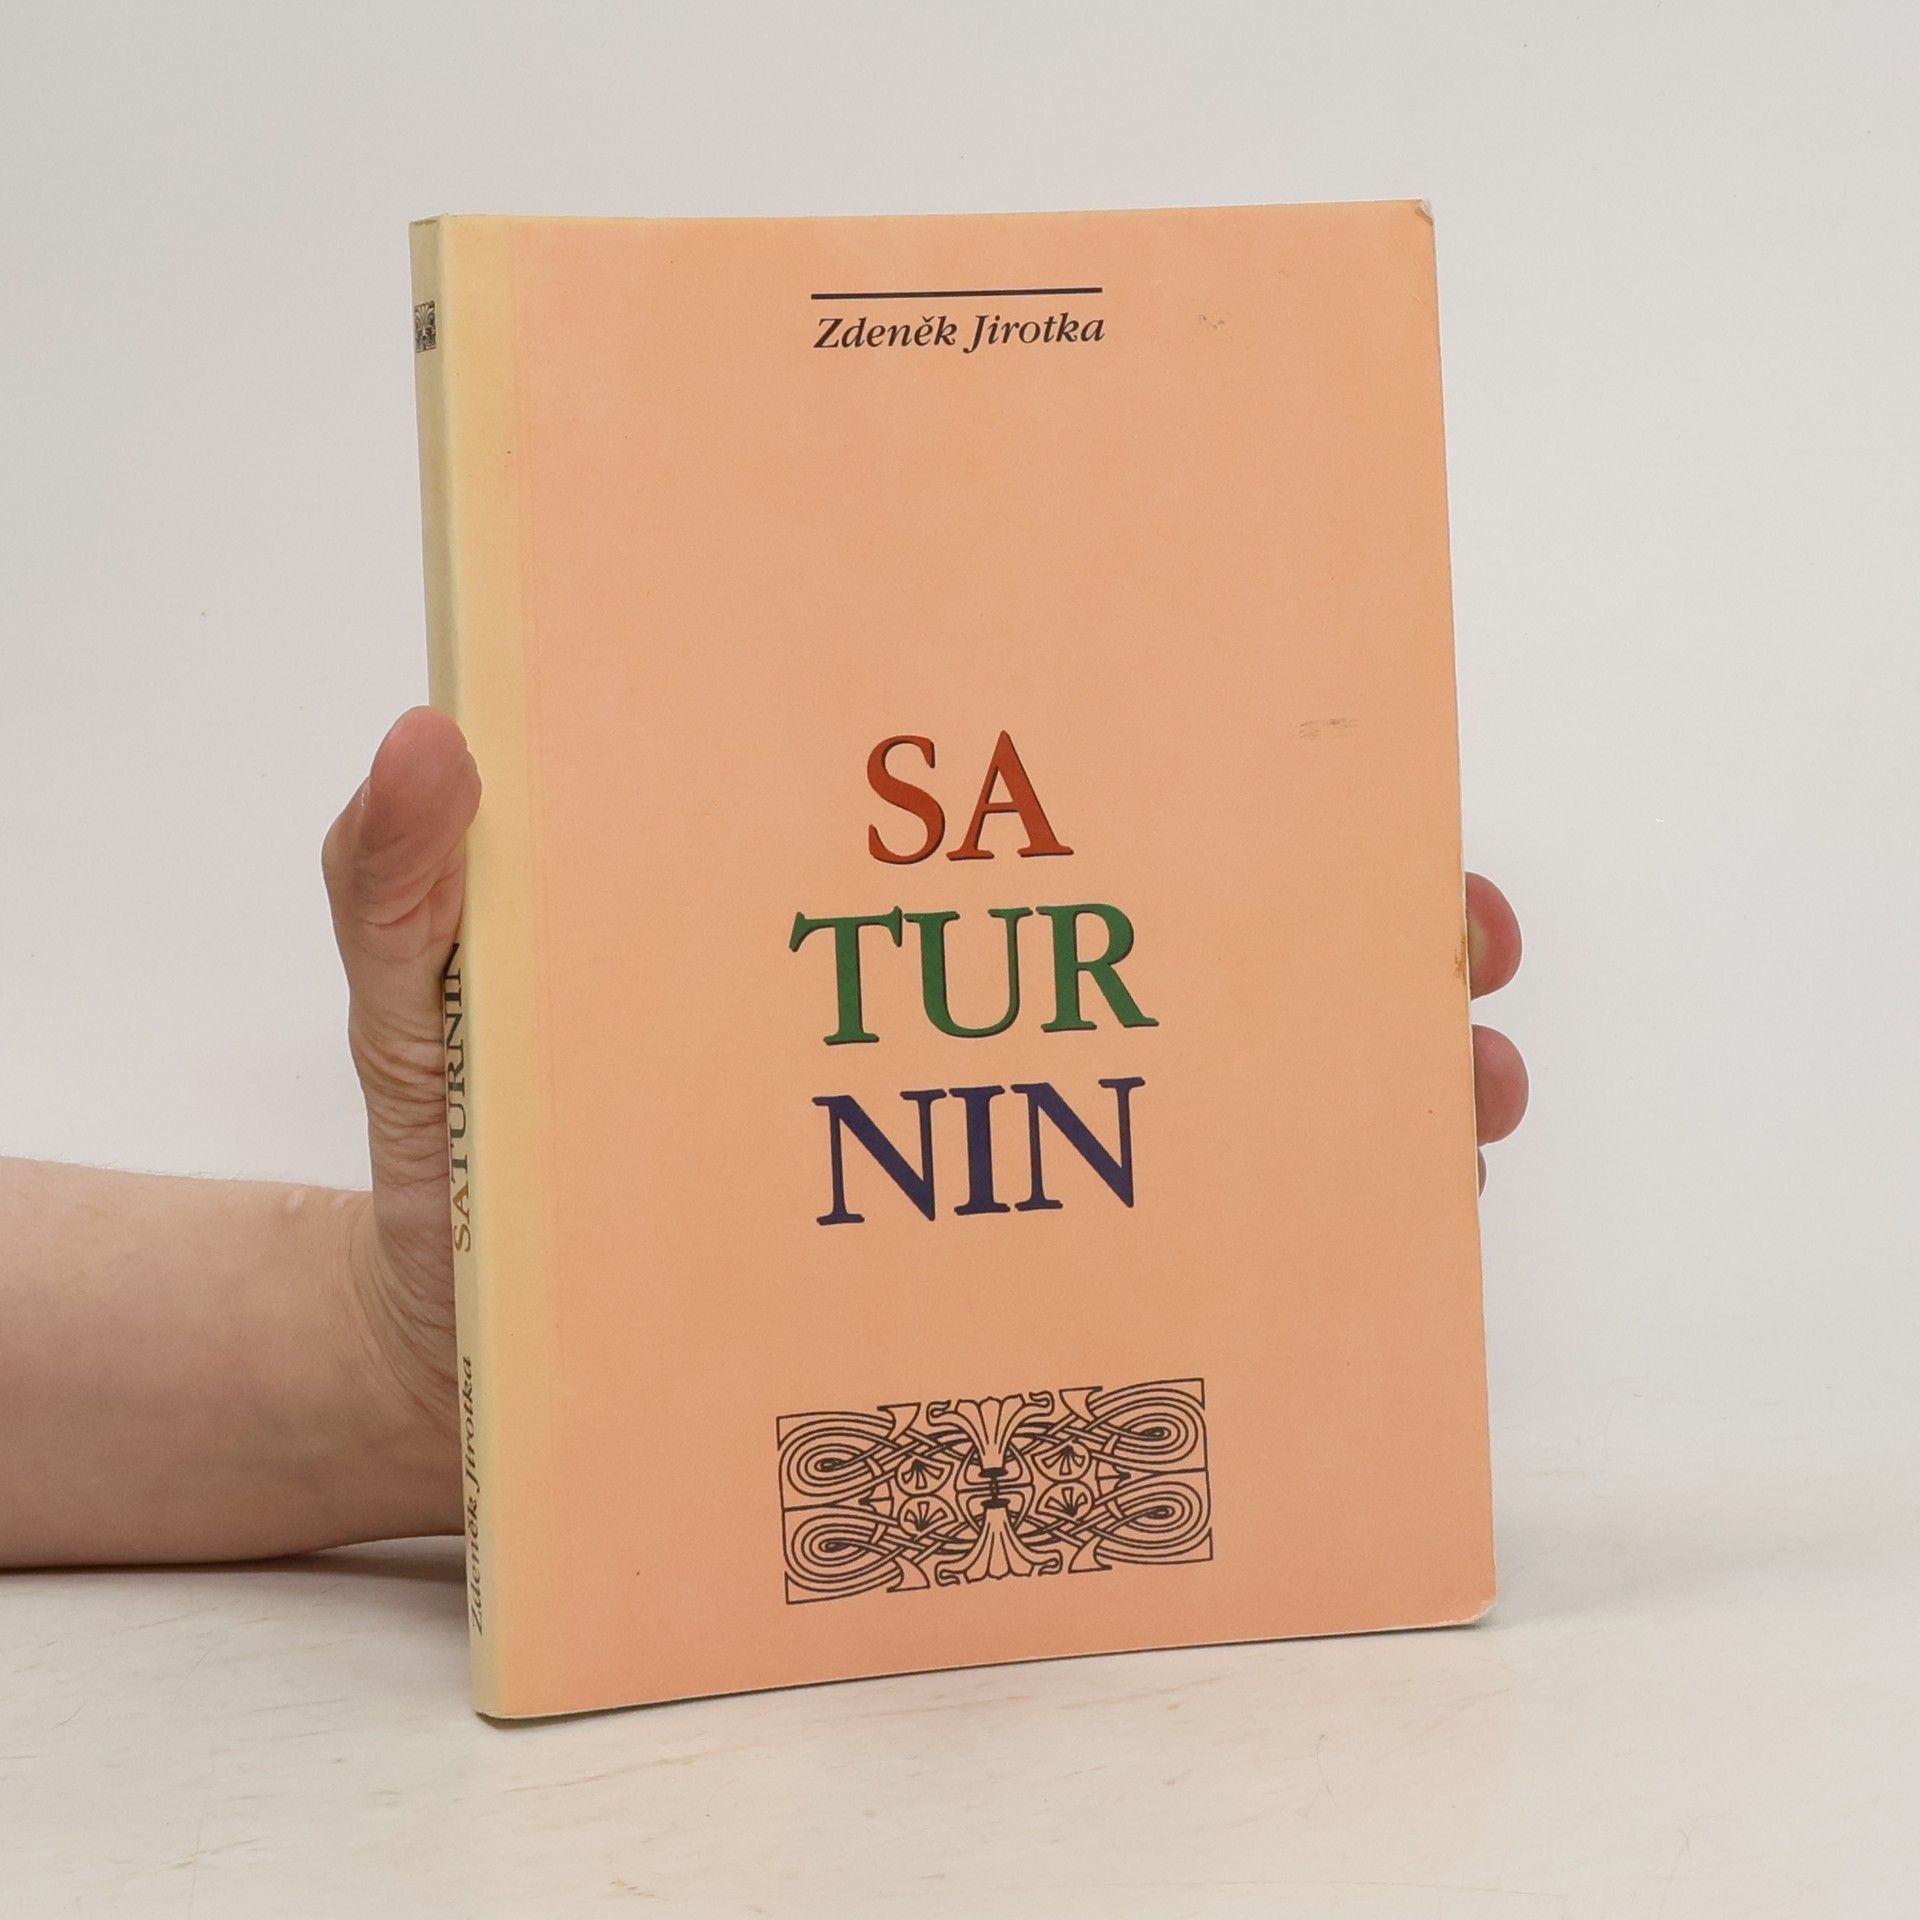 Zdeněk Jirotka
SA
TUR
NIN
Zdeněk Jirotka
SATURNIN